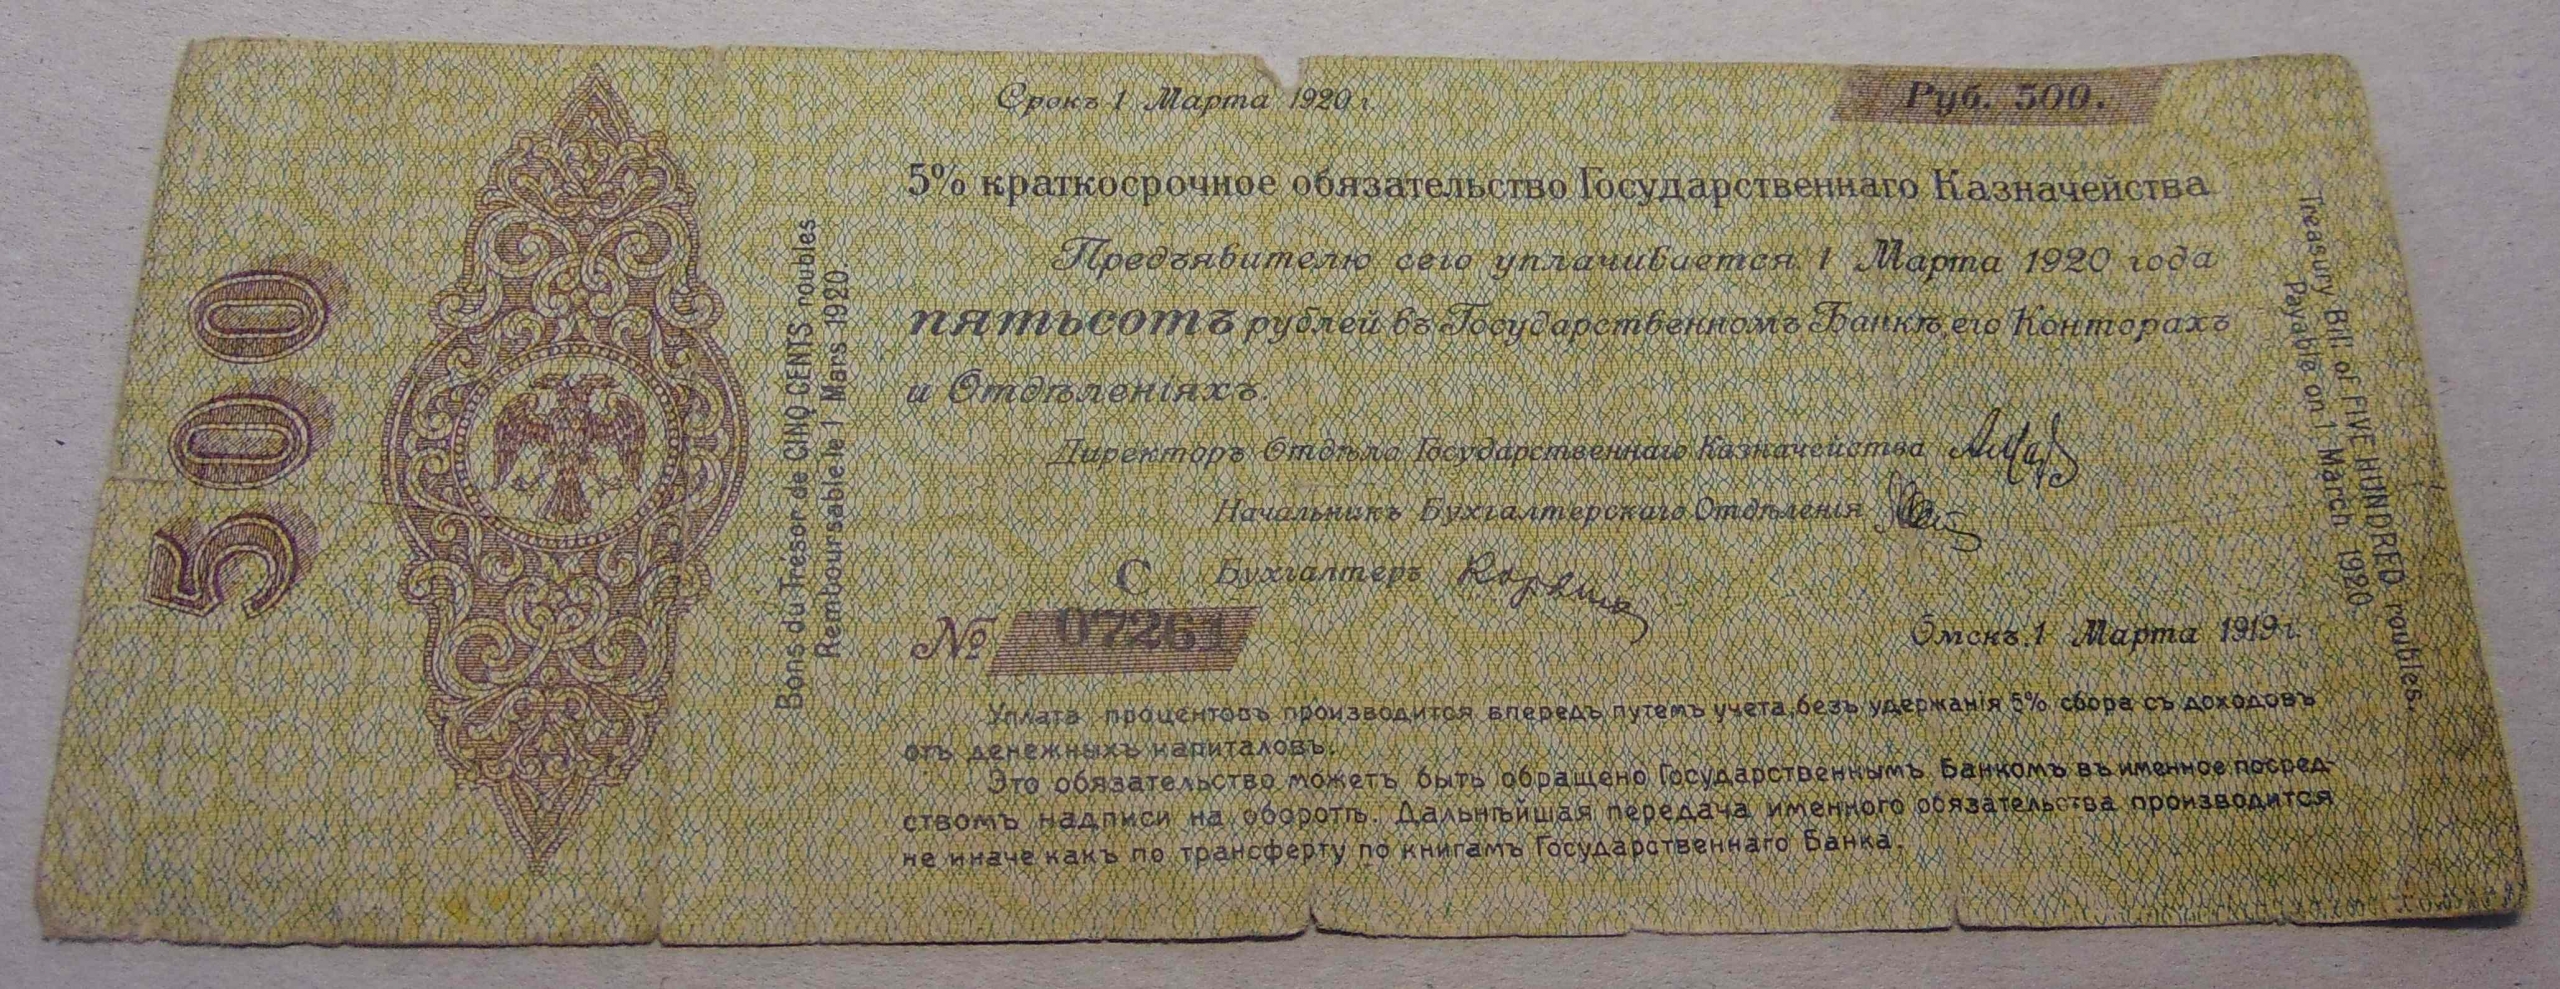 Срокъ 1 Марта 1920 г.
Руб. 500.
500
5% краткосрочное обязательство Государственнаго Казначейства
Предъявителю сего уплачивается 1 Марта 1920 года
пятьсотъ рублей въ Государственномъ Банкѣ, его Конторахъ
и Отдѣленіяхъ.
Директоръ Отдѣла Государственнаго Казначейства
Начальникъ Бухгалтерскаго Отдѣленія
С Бухгалтеръ
№ 07261
Омскъ, 1 Марта 1919 г.
Уплата процентовъ производится впередъ путемъ учета, безъ удержанія 5% сбора съ доходовъ
отъ денежныхъ капиталовъ.
Это обязательство можетъ быть обращено Государственнымъ Банкомъ въ именное посред-
ствомъ надписи на оборотѣ. Дальнѣйшая передача именного обязательства производится
не иначе какъ по трансферту по книгамъ Государственнаго Банка.
Bons du Trésor de CINQ CENTS roubles
Remboursable le 1 Mars 1920.
Treasury Bill of FIVE HUNDRED roubles.
Payable on 1 March 1920